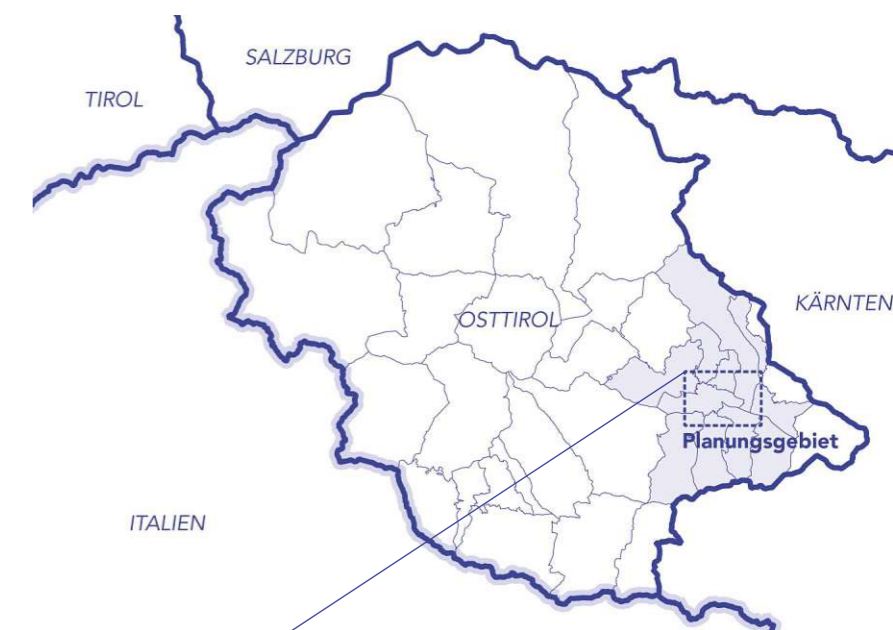 SALZBURG
TIROL
KÄRNTEN
OSTTIROL
Planungsgebiet
ITALIEN